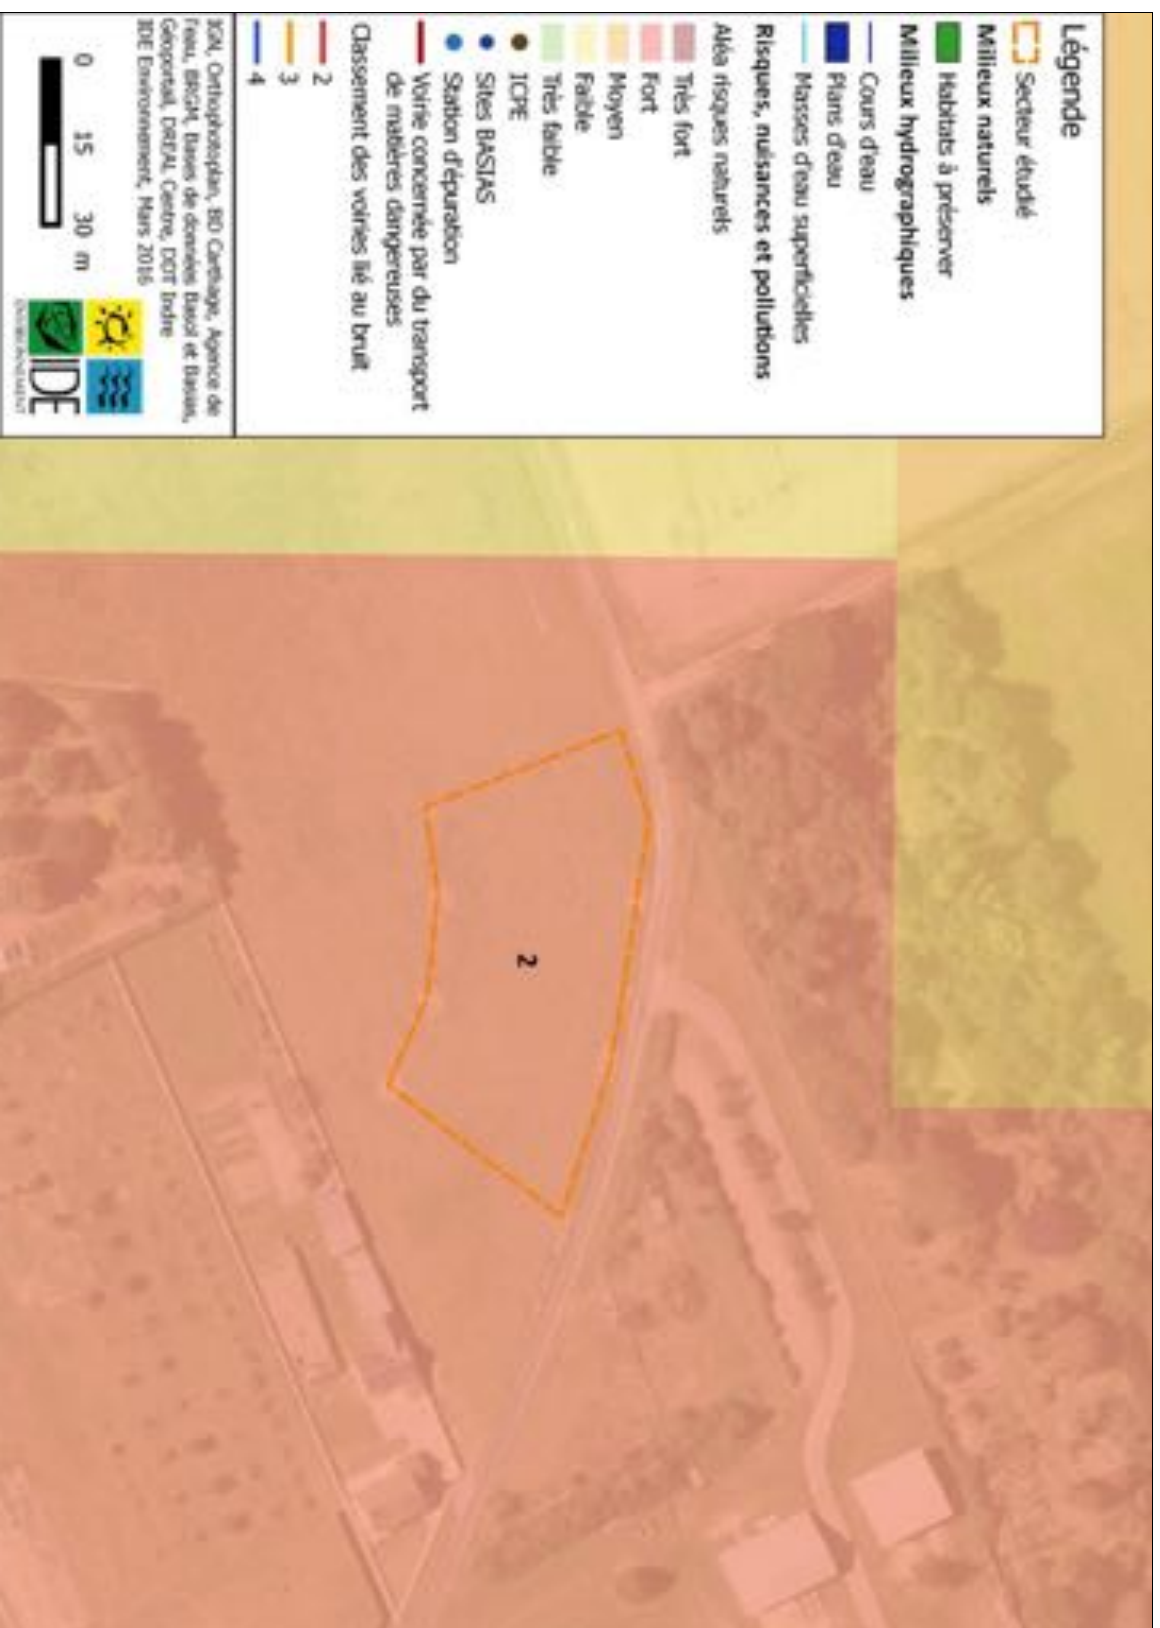 Légende
Secteur étudié
Milieux naturels
Habitats à préserver
Milieux hydrographiques
Cours d'eau
Plans d'eau
Masses d'eau superficielles
Risques, nuisances et pollutions
Aléa risques naturels
Très fort
Fort
Moyen
Faible
Très faible
ICPE
Sites BASIAS
Station d'épuration
Voirie concernée par du transport
de matières dangereuses
Classement des voiries lié au bruit
2
3
4
IGN, Orthophotoplan, BD Carthage, Agence de
l'eau, BRGM, Bases de données Basol et Basias,
Géoportail, DREAL Centre, DDT Indre
IDE Environnement, Mars 2016
0 15 30 m
IDE
ENVIRONNEMENT
2